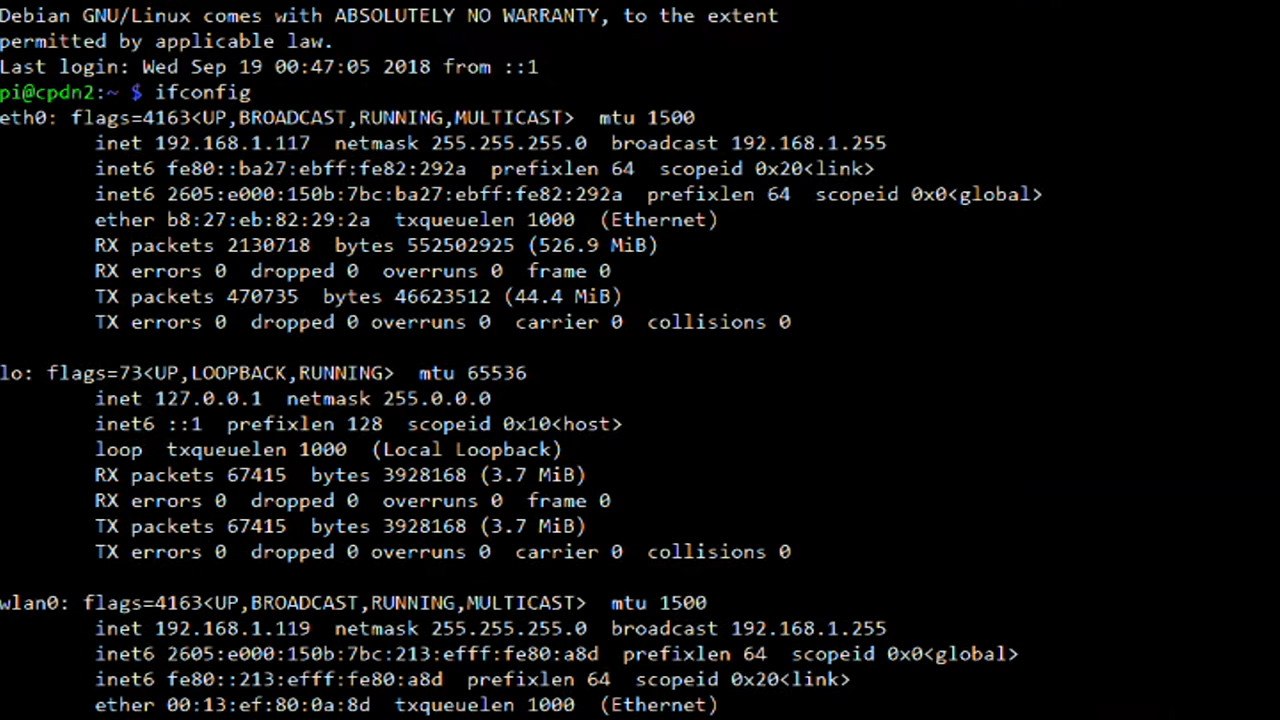 Debian GNU/Linux comes with ABSOLUTELY NO WARRANTY, to the extent
permitted by applicable law.
Last login: Wed Sep 19 00:47:05 2018 from ::1
pi@cpdn2:~ $ ifconfig
eth0: flags=4163<UP,BROADCAST,RUNNING,MULTICAST>  mtu 1500
        inet 192.168.1.117  netmask 255.255.255.0  broadcast 192.168.1.255
        inet6 fe80::ba27:ebff:fe82:292a  prefixlen 64  scopeid 0x20<link>
        inet6 2605:e000:150b:7bc:ba27:ebff:fe82:292a  prefixlen 64  scopeid 0x0<global>
        ether b8:27:eb:82:29:2a  txqueuelen 1000  (Ethernet)
        RX packets 2130718  bytes 552502925 (526.9 MiB)
        RX errors 0  dropped 0  overruns 0  frame 0
        TX packets 470735  bytes 46623512 (44.4 MiB)
        TX errors 0  dropped 0 overruns 0  carrier 0  collisions 0

lo: flags=73<UP,LOOPBACK,RUNNING>  mtu 65536
        inet 127.0.0.1  netmask 255.0.0.0
        inet6 ::1  prefixlen 128  scopeid 0x10<host>
        loop  txqueuelen 1000  (Local Loopback)
        RX packets 67415  bytes 3928168 (3.7 MiB)
        RX errors 0  dropped 0  overruns 0  frame 0
        TX packets 67415  bytes 3928168 (3.7 MiB)
        TX errors 0  dropped 0 overruns 0  carrier 0  collisions 0

wlan0: flags=4163<UP,BROADCAST,RUNNING,MULTICAST>  mtu 1500
        inet 192.168.1.119  netmask 255.255.255.0  broadcast 192.168.1.255
        inet6 2605:e000:150b:7bc:213:efff:fe80:a8d  prefixlen 64  scopeid 0x0<global>
        inet6 fe80::213:efff:fe80:a8d  prefixlen 64  scopeid 0x20<link>
        ether 00:13:ef:80:0a:8d  txqueuelen 1000  (Ethernet)